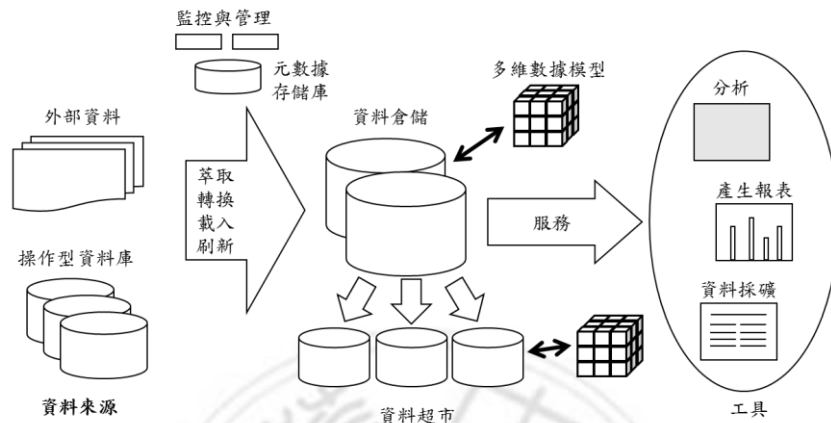 監控與管理
元數據
存儲庫
多維數據模型
分析
外部資料
資料倉儲
萃取
轉換
載入
刷新
服務
產生報表
操作型資料庫
資料採礦
資料來源
資料超市
工具